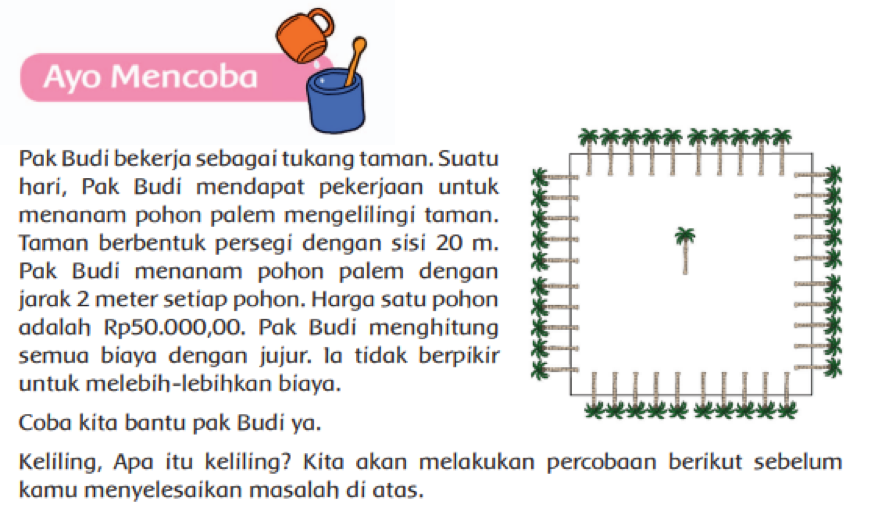 Ayo Mencoba
Pak Budi bekerja sebagai tukang taman. Suatu
hari, Pak Budi mendapat pekerjaan untuk
menanam pohon palem mengelilingi taman.
Taman berbentuk persegi dengan sisi 20 m.
Pak Budi menanam pohon palem dengan
jarak 2 meter setiap pohon. Harga satu pohon
adalah Rp50.000,00. Pak Budi menghitung
semua biaya dengan jujur. Ia tidak berpikir
untuk melebih-lebihkan biaya.
Coba kita bantu pak Budi ya.
Keliling, Apa itu keliling? Kita akan melakukan percobaan berikut sebelum
kamu menyelesaikan masalah di atas.